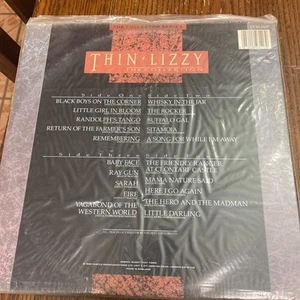 THIN · LIZZY
THE COLLECTION
Side One
BLACK BOYS ON THE CORNER
LITTLE GIRL IN BLOOM
RANDOLPH'S TANGO
RETURN OF THE FARMER'S SON
REMEMBERING
Side Two
WHISKY IN THE JAR
THE ROCKER
BUFFALO GAL
SITAMOIA
A SONG FOR WHILE I'M AWAY
Side Three
BABY FACE
RAY GUN
SARAH
FIRE
VAGABOND OF THE
WESTERN WORLD
Side
THE FRIENDLY RANGER
AT CLONTARF CASTLE
MAMA NATURE SAID
HERE I GO AGAIN
THE HERO AND THE MADMAN
LITTLE DARLING